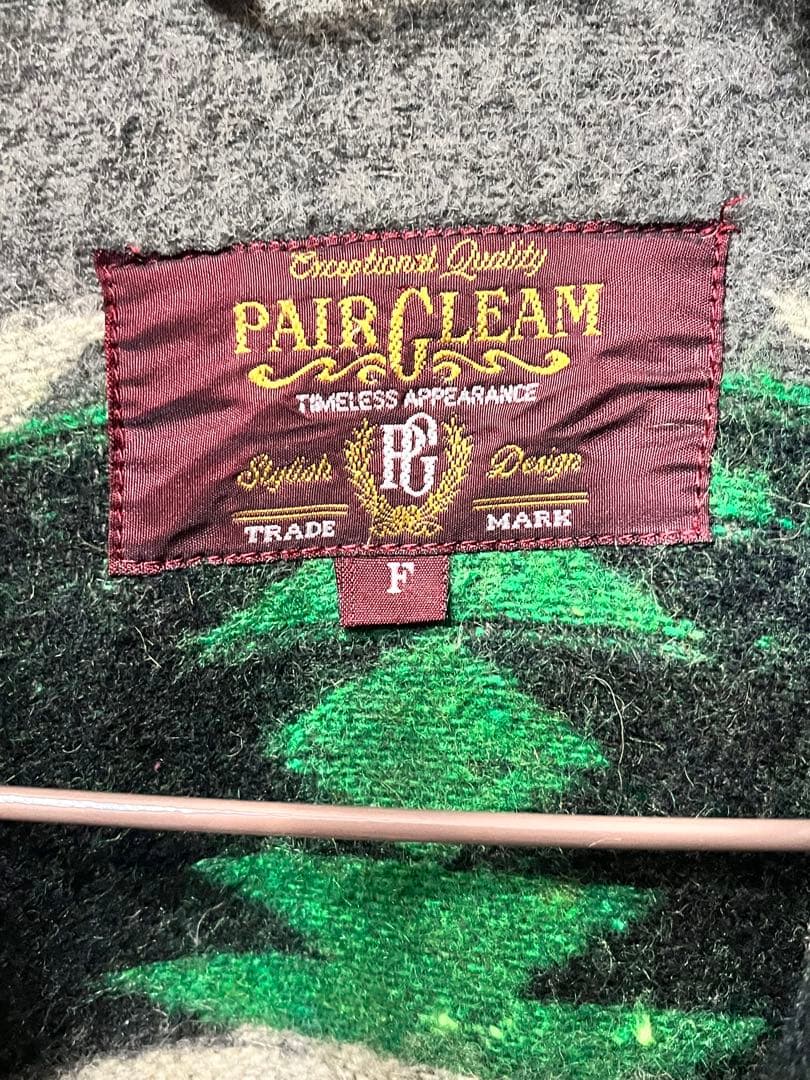 Exceptional Quality
PAIRGLEAM
TIMELESS APPEARANCE
Stylish PG Design
TRADE MARK
F